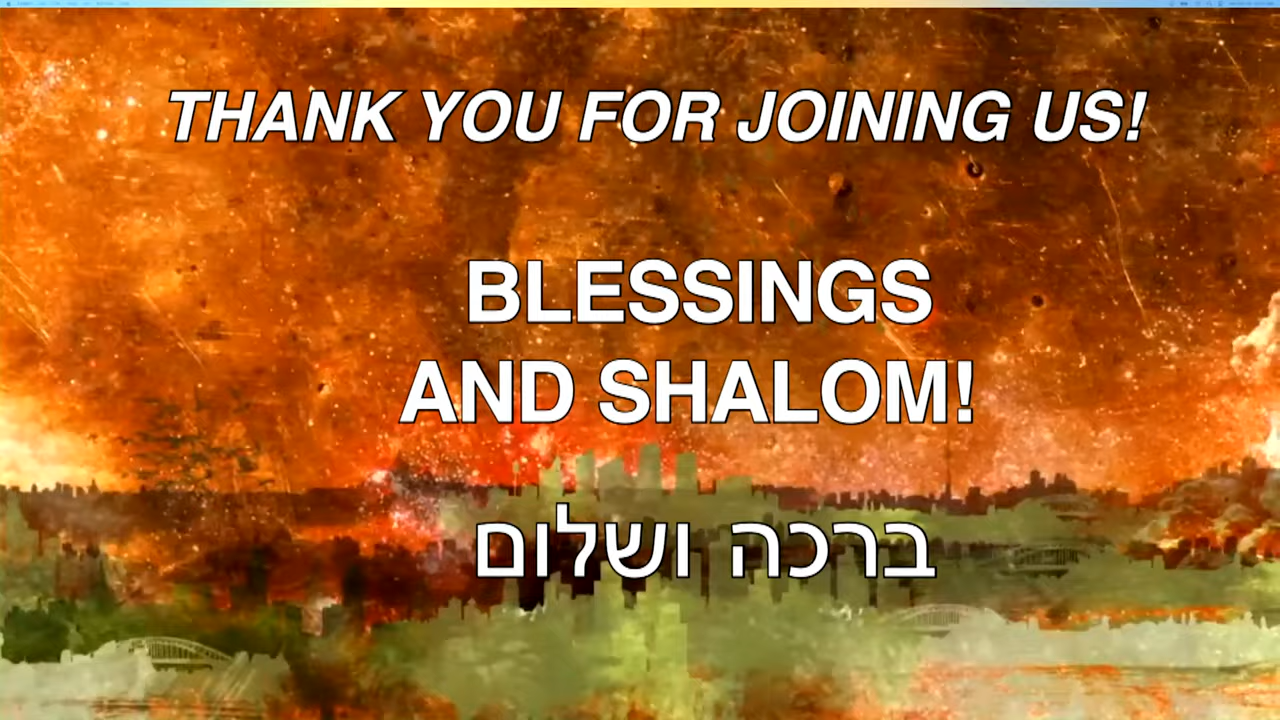 THANK YOU FOR JOINING US!
BLESSINGS
AND SHALOM!
ברכה ושלום